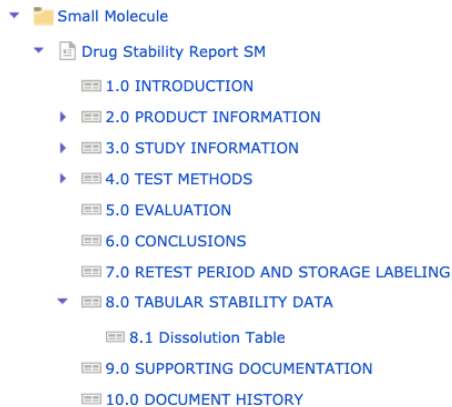 Small Molecule
Drug Stability Report SM
1.0 INTRODUCTION
2.0 PRODUCT INFORMATION
3.0 STUDY INFORMATION
4.0 TEST METHODS
5.0 EVALUATION
6.0 CONCLUSIONS
7.0 RETEST PERIOD AND STORAGE LABELING
8.0 TABULAR STABILITY DATA
8.1 Dissolution Table
9.0 SUPPORTING DOCUMENTATION
10.0 DOCUMENT HISTORY